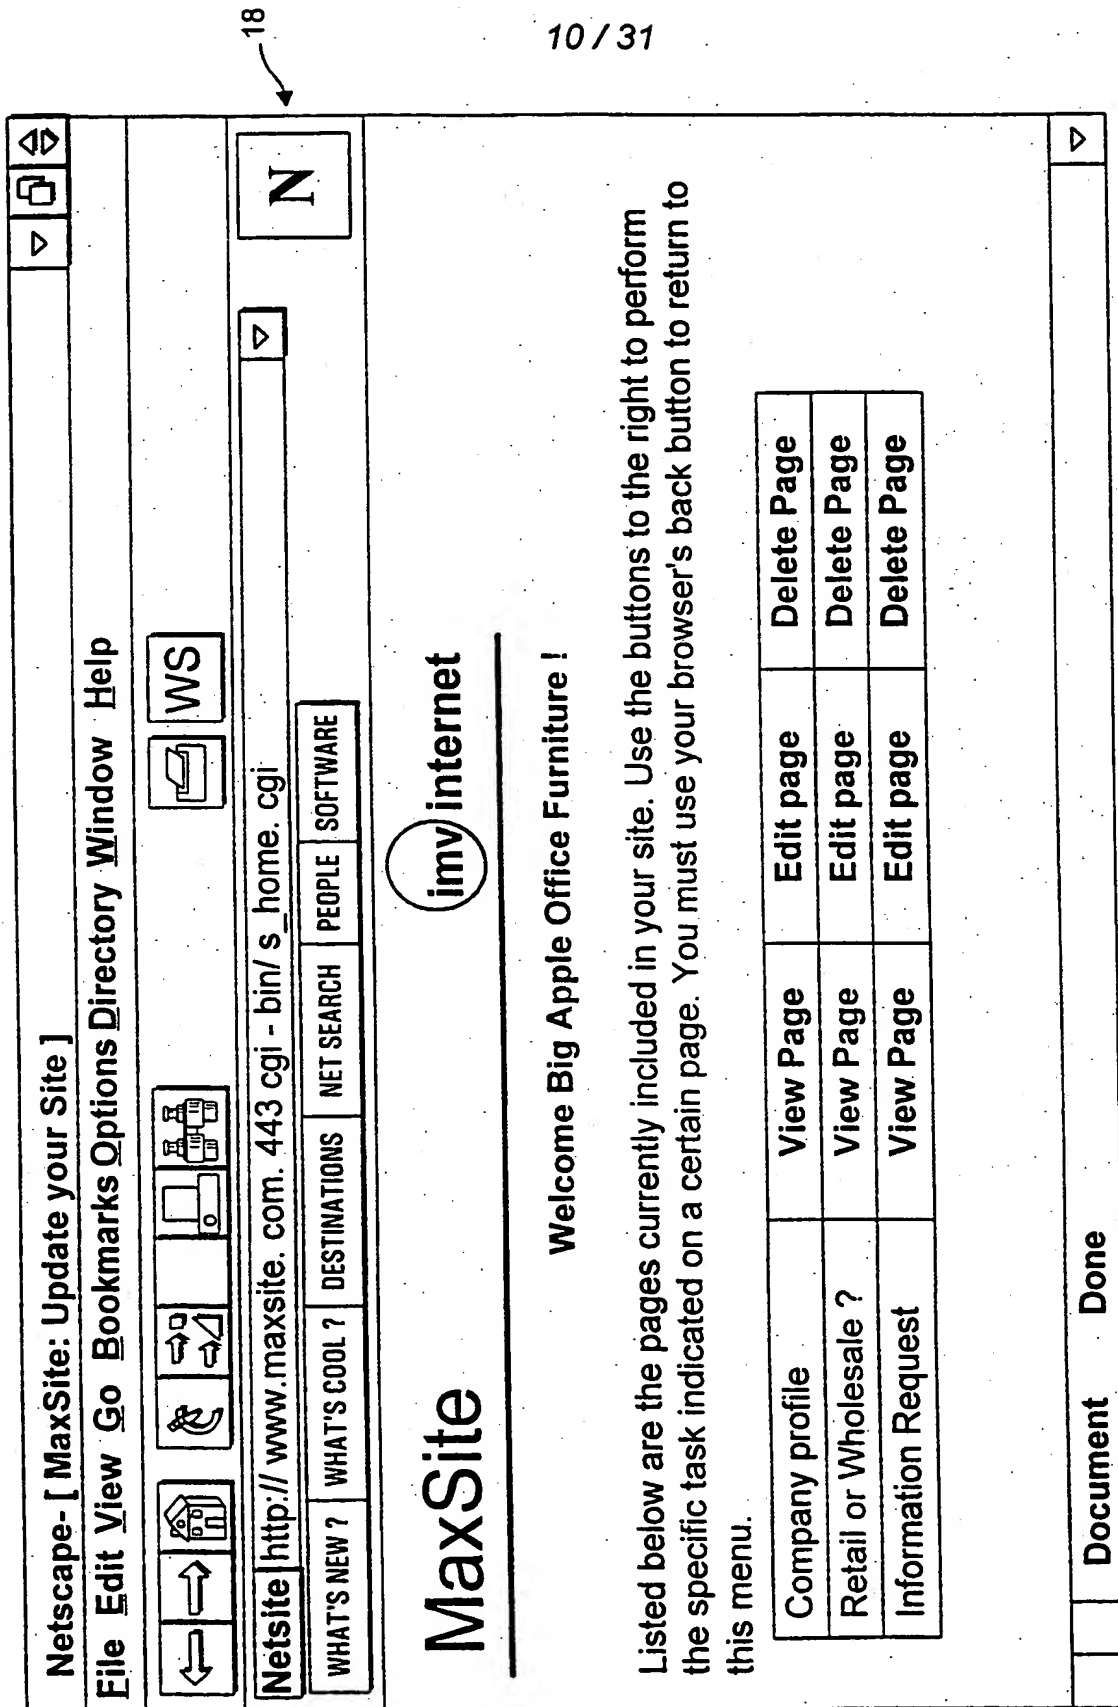 10 / 31
18
Netscape- [ MaxSite: Update your Site ]
File Edit View Go Bookmarks Options Directory Window Help
WS
Netsite http:// www.maxsite. com. 443 cgi - bin/ s_home. cgi
N
WHAT'S NEW ? WHAT'S COOL ? DESTINATIONS NET SEARCH PEOPLE SOFTWARE
MaxSite imv internet
Welcome Big Apple Office Furniture !
Listed below are the pages currently included in your site. Use the buttons to the right to perform
the specific task indicated on a certain page. You must use your browser's back button to return to
this menu.
Company profile View Page Edit page Delete Page
Retail or Wholesale ? View Page Edit page Delete Page
Information Request View Page Edit page Delete Page
Document Done